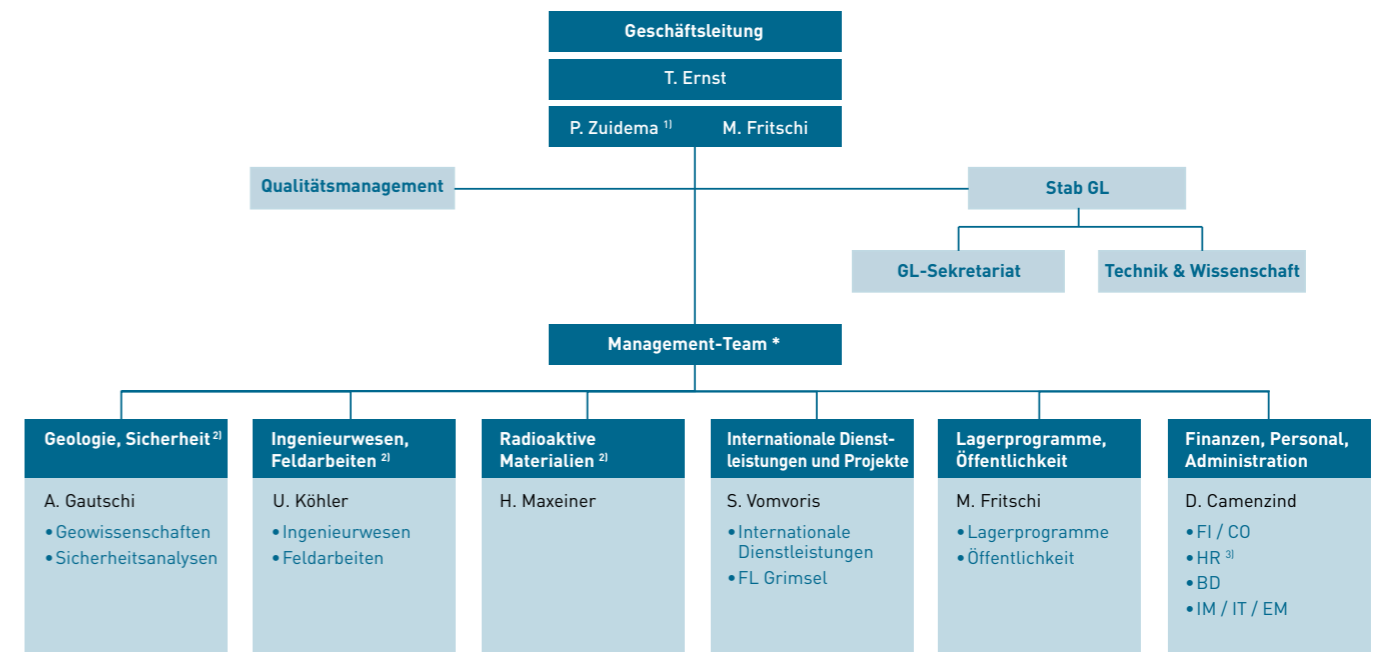 Geschäftsleitung
T. Ernst
P. Zuidema 1) M. Fritschi
Qualitätsmanagement
Stab GL
GL-Sekretariat
Technik & Wissenschaft
Management-Team *
Geologie, Sicherheit 2)
A. Gautschi
• Geowissenschaften
• Sicherheitsanalysen
Ingenieurwesen,
Feldarbeiten 2)
U. Köhler
• Ingenieurwesen
• Feldarbeiten
Radioaktive
Materialien 2)
H. Maxeiner
Internationale Dienst-
leistungen und Projekte
S. Vomvoris
• Internationale
Dienstleistungen
• FL Grimsel
Lagerprogramme,
Öffentlichkeit
M. Fritschi
• Lagerprogramme
• Öffentlichkeit
Finanzen, Personal,
Administration
D. Camenzind
• FI / CO
• HR 3)
• BD
• IM / IT / EM